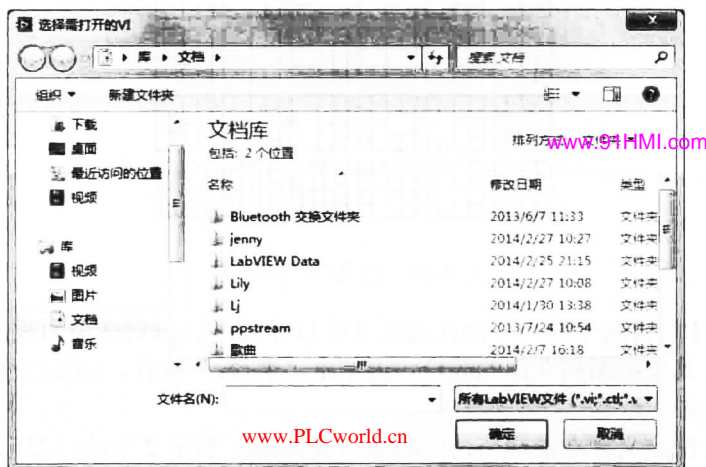 选择需打开的VI
库 文档
搜索 文档
组织 新建文件夹
下载
桌面
最近访问的位置
视频
库
视频
图片
文档
音乐
文档库
包括: 2 个位置
排列方式: 文件夹
www.91HMI.com
名称 修改日期 类型
Bluetooth 交换文件夹 2013/6/7 11:33 文件夹
jenny 2014/2/27 10:27 文件夹
LabVIEW Data 2014/2/25 21:15 文件夹
Lily 2014/2/27 10:08 文件夹
Lj 2014/1/30 13:38 文件夹
ppstream 2013/7/24 10:54 文件夹
歌曲 2014/2/7 16:18 文件夹
文件名(N):
所有LabVIEW文件 (*.vi;*.ctl;*.v
www.PLCworld.cn
确定 取消